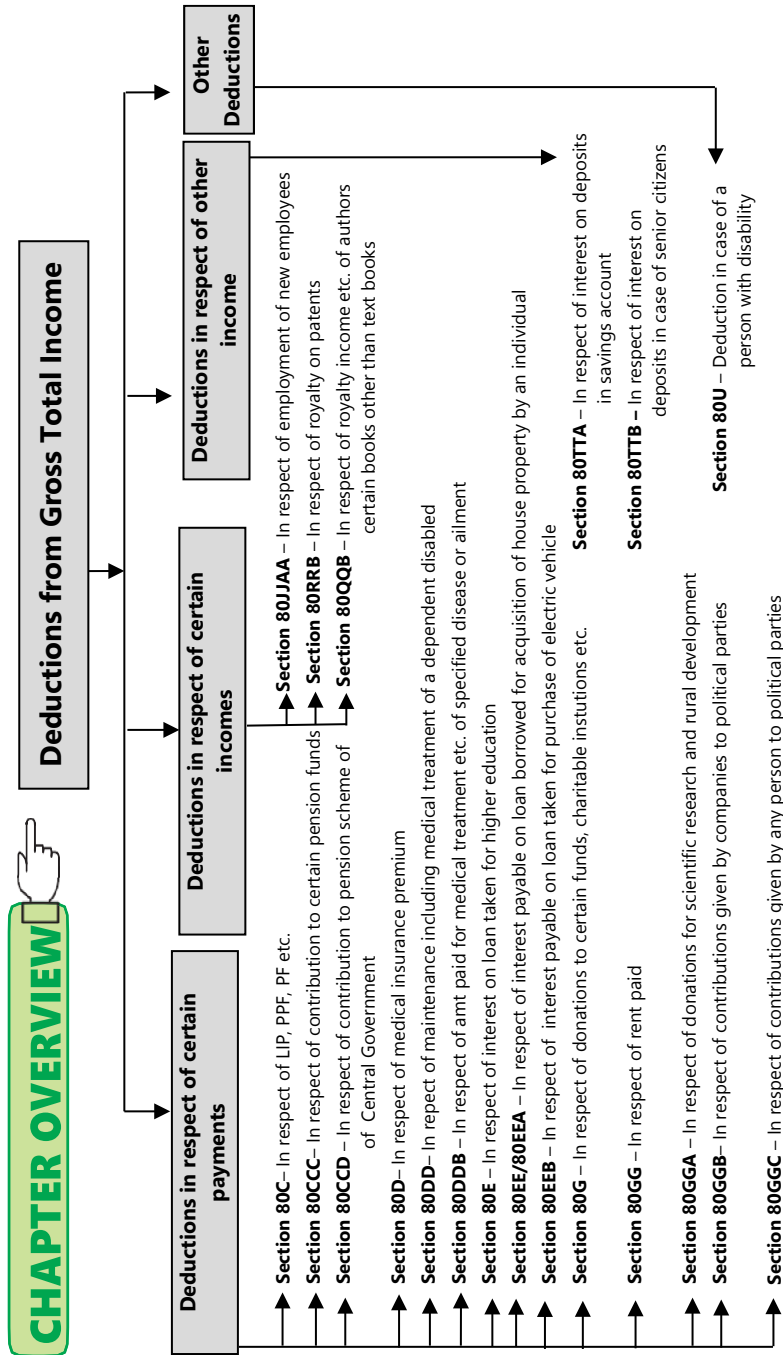 CHAPTER OVERVIEW
Deductions from Gross Total Income
Deductions in respect of certain
payments
Section 80C– In respect of LIP, PPF, PF etc.
Section 80CCC– In respect of contribution to certain pension funds
Section 80CCD – In respect of contribution to pension scheme of
of Central Government
Section 80D– In respect of medical insurance premium
Section 80DD– In repect of maintenance including medical treatment of a dependent disabled
Section 80DDB – In respect of amt paid for medical treatment etc. of specified disease or ailment
Section 80E – In respect of interest on loan taken for higher education
Section 80EE/80EEA – In respect of interest payable on loan borrowed for acquisition of house property by an individual
Section 80EEB – In respect of interest payable on loan taken for purchase of electric vehicle
Section 80G – In respect of donations to certain funds, charitable instutions etc.
Section 80GG – In respect of rent paid
Section 80GGA – In respect of donations for scientific research and rural development
Section 80GGB– In respect of contributions given by companies to political parties
Section 80GGC – In respect of contributions given by any person to political parties
Deductions in respect of certain
incomes
Section 80JJAA – In respect of employment of new employees
Section 80RRB – In respect of royalty on patents
Section 80QQB – In respect of royalty income etc. of authors
certain books other than text books
Deductions in respect of other
income
Section 80TTA – In respect of interest on deposits
in savings account
Section 80TTB – In respect of interest on
deposits in case of senior citizens
Other
Deductions
Section 80U – Deduction in case of a
person with disability